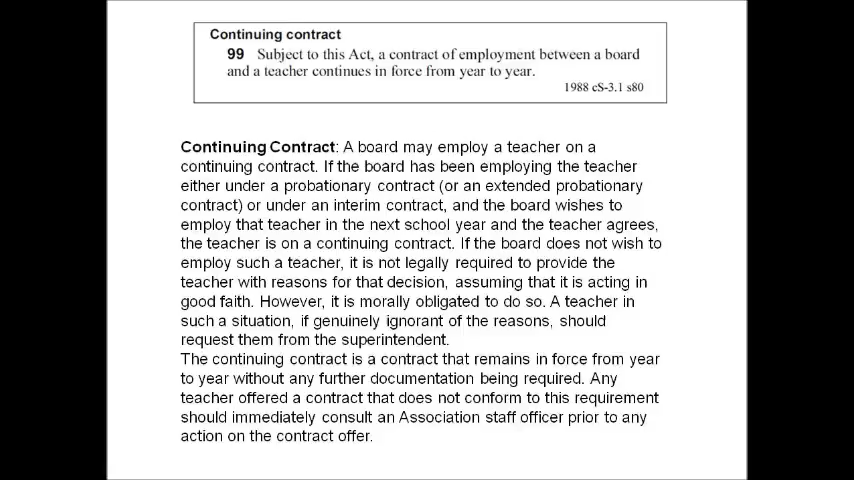 Continuing contract
99 Subject to this Act, a contract of employment between a board
and a teacher continues in force from year to year.
1988 cS-3.1 s80
Continuing Contract: A board may employ a teacher on a
continuing contract. If the board has been employing the teacher
either under a probationary contract (or an extended probationary
contract) or under an interim contract, and the board wishes to
employ that teacher in the next school year and the teacher agrees,
the teacher is on a continuing contract. If the board does not wish to
employ such a teacher, it is not legally required to provide the
teacher with reasons for that decision, assuming that it is acting in
good faith. However, it is morally obligated to do so. A teacher in
such a situation, if genuinely ignorant of the reasons, should
request them from the superintendent.
The continuing contract is a contract that remains in force from year
to year without any further documentation being required. Any
teacher offered a contract that does not conform to this requirement
should immediately consult an Association staff officer prior to any
action on the contract offer.